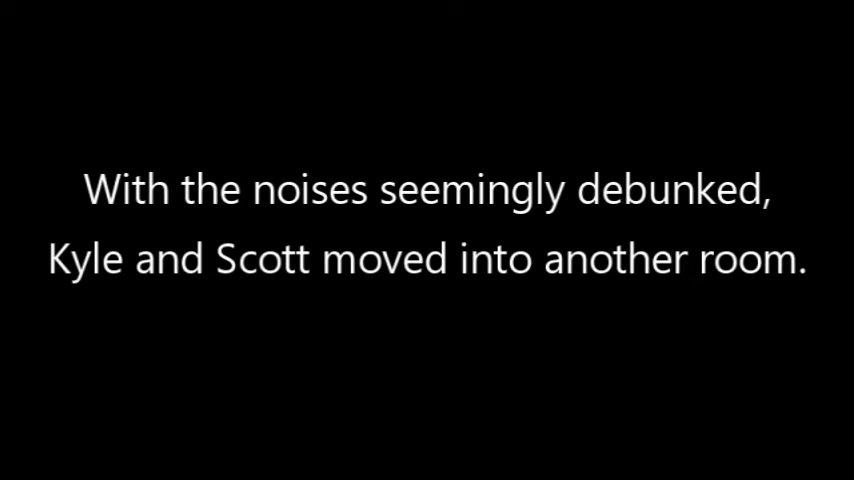 With the noises seemingly debunked,
Kyle and Scott moved into another room.